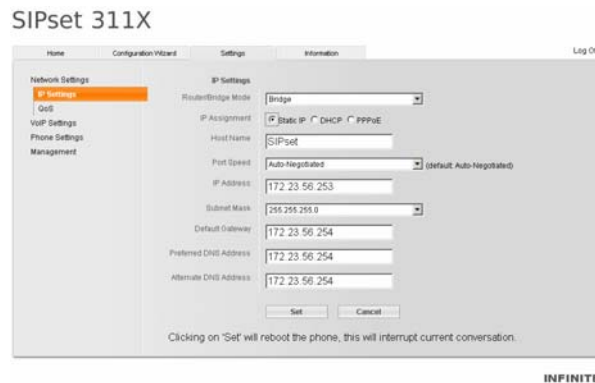 SIPset 311X
Home Configuration Wizard Settings Information Log O
Network Settings
IP Settings
QoS
VoIP Settings
Phone Settings
Management
IP Settings
Router/Bridge Mode Bridge
IP Assignment Static IP DHCP PPPoE
Host Name SIPset
Port Speed Auto-Negotiated (default: Auto-Negotiated)
IP Address 172.23.56.253
Subnet Mask 255.255.255.0
Default Gateway 172.23.56.254
Preferred DNS Address 172.23.56.254
Alternate DNS Address 172.23.56.254
Set Cancel
Clicking on 'Set' will reboot the phone, this will interrupt current conversation.
INFINIT